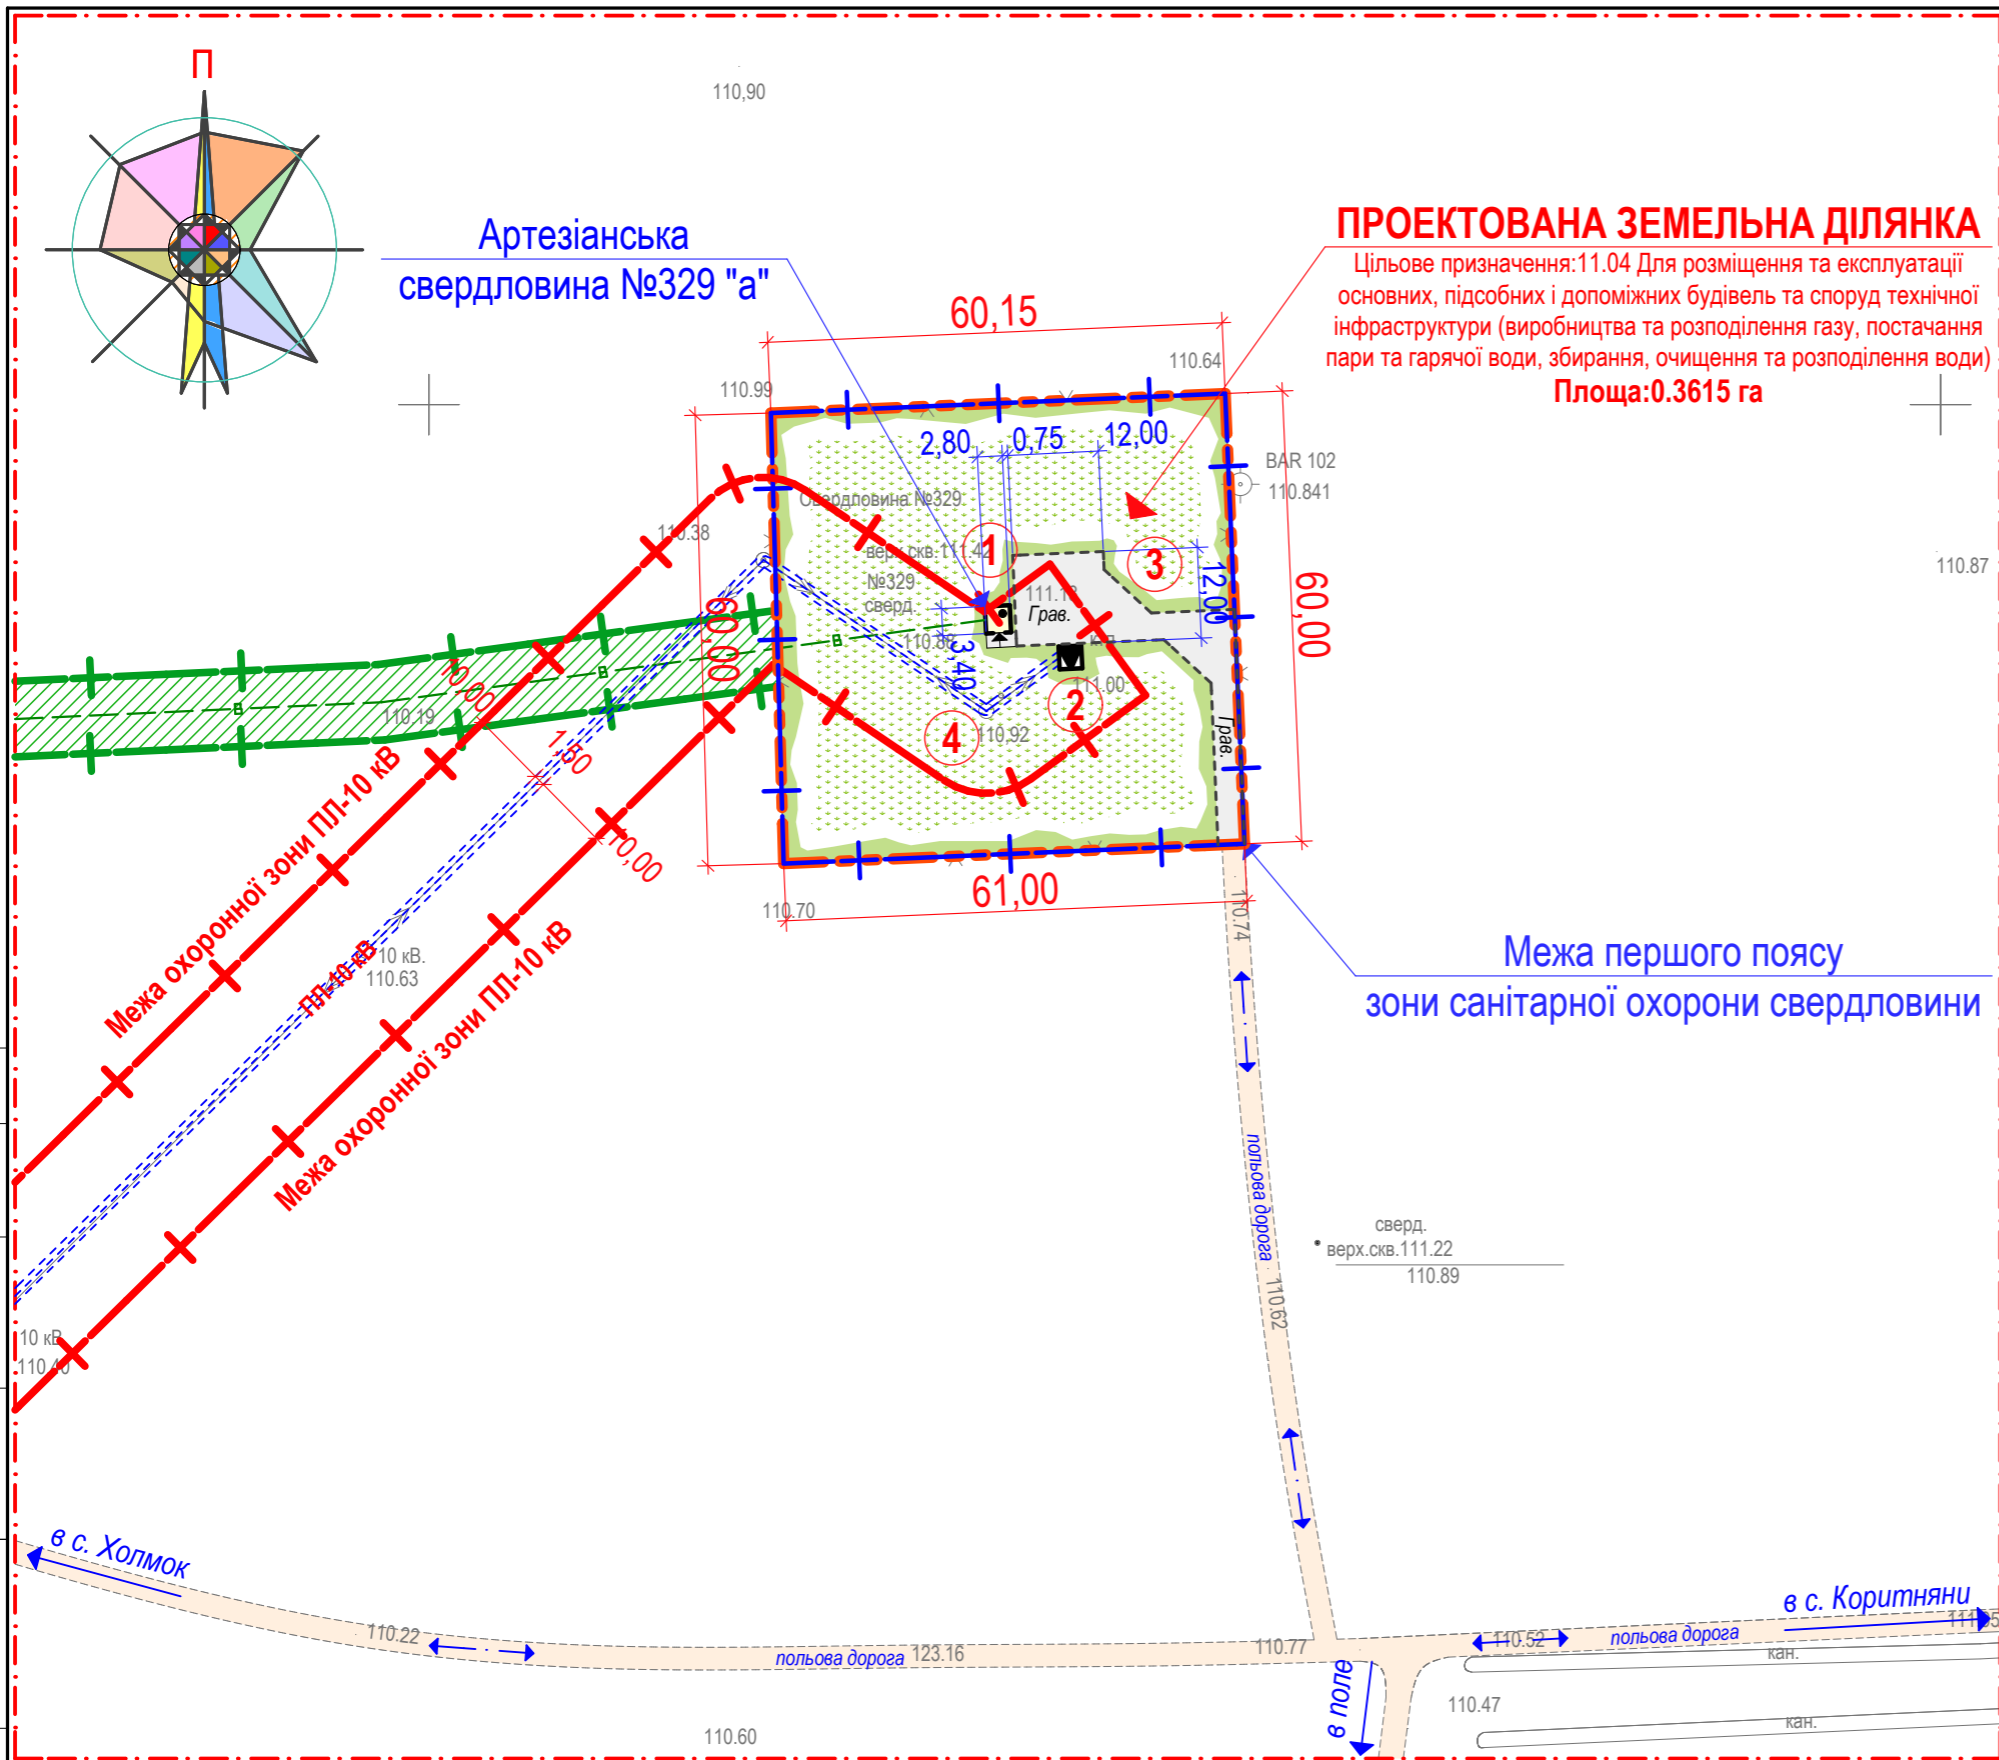 П
110,90
Артезіанська
свердловина №329 "а"
ПРОЕКТОВАНА ЗЕМЕЛЬНА ДІЛЯНКА
Цільове призначення:11.04 Для розміщення та експлуатації
основних, підсобних і допоміжних будівель та споруд технічної
інфраструктури (виробництва та розподілення газу, постачання
пари та гарячої води, збирання, очищення та розподілення води)
Площа:0.3615 га
60,15
110.64
110.99
2,80
0,75
12,00
BAR 102
110.841
Свердловина №329
110.38
верх.скв.111.42
1
3
110.87
№329
сверд.
Грав.
12,00
60,00
60,00
В
В
В
3,40
10,00
111.00
2
110.19
4
110,92
Грав.
1,50
Межа охоронної зони ПЛ-10 кВ
10,00
61,00
110.70
110.74
ПЛ-10 кВ
10 кВ.
110.63
Межа охоронної зони ПЛ-10 кВ
Межа першого поясу
зони санітарної охорони свердловини
польова дорога
сверд.
верх.скв.111.22
110.89
110.62
10 кВ
110.40
в с. Холмок
110.22
польова дорога
123.16
110.77
110.52
польова дорога
в с. Коритняни
кан.
в поле
110.47
кан.
110.60